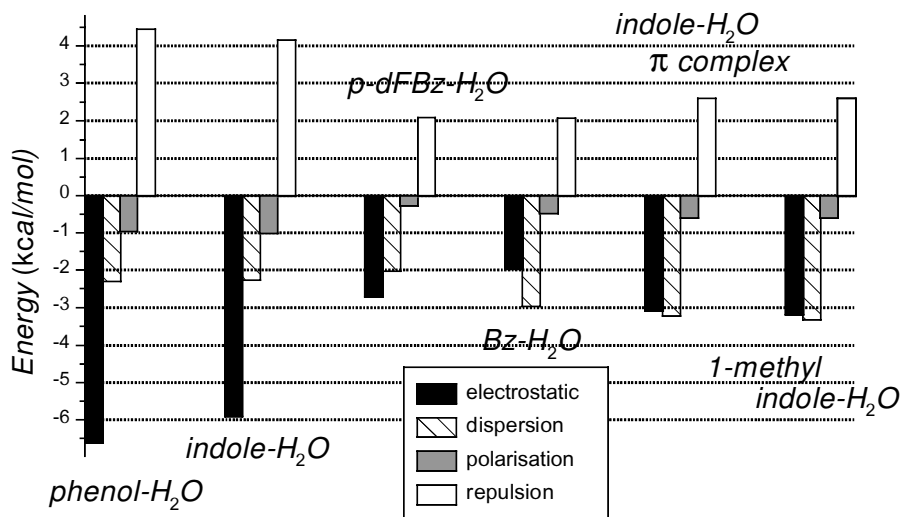 indole-H₂O
π complex
p-dFBz-H₂O
4
3
2
1
0
-1
-2
-3
-4
-5
-6
Energy (kcal/mol)
Bz-H₂O
1-methyl
indole-H₂O
indole-H₂O
phenol-H₂O
electrostatic
dispersion
polarisation
repulsion